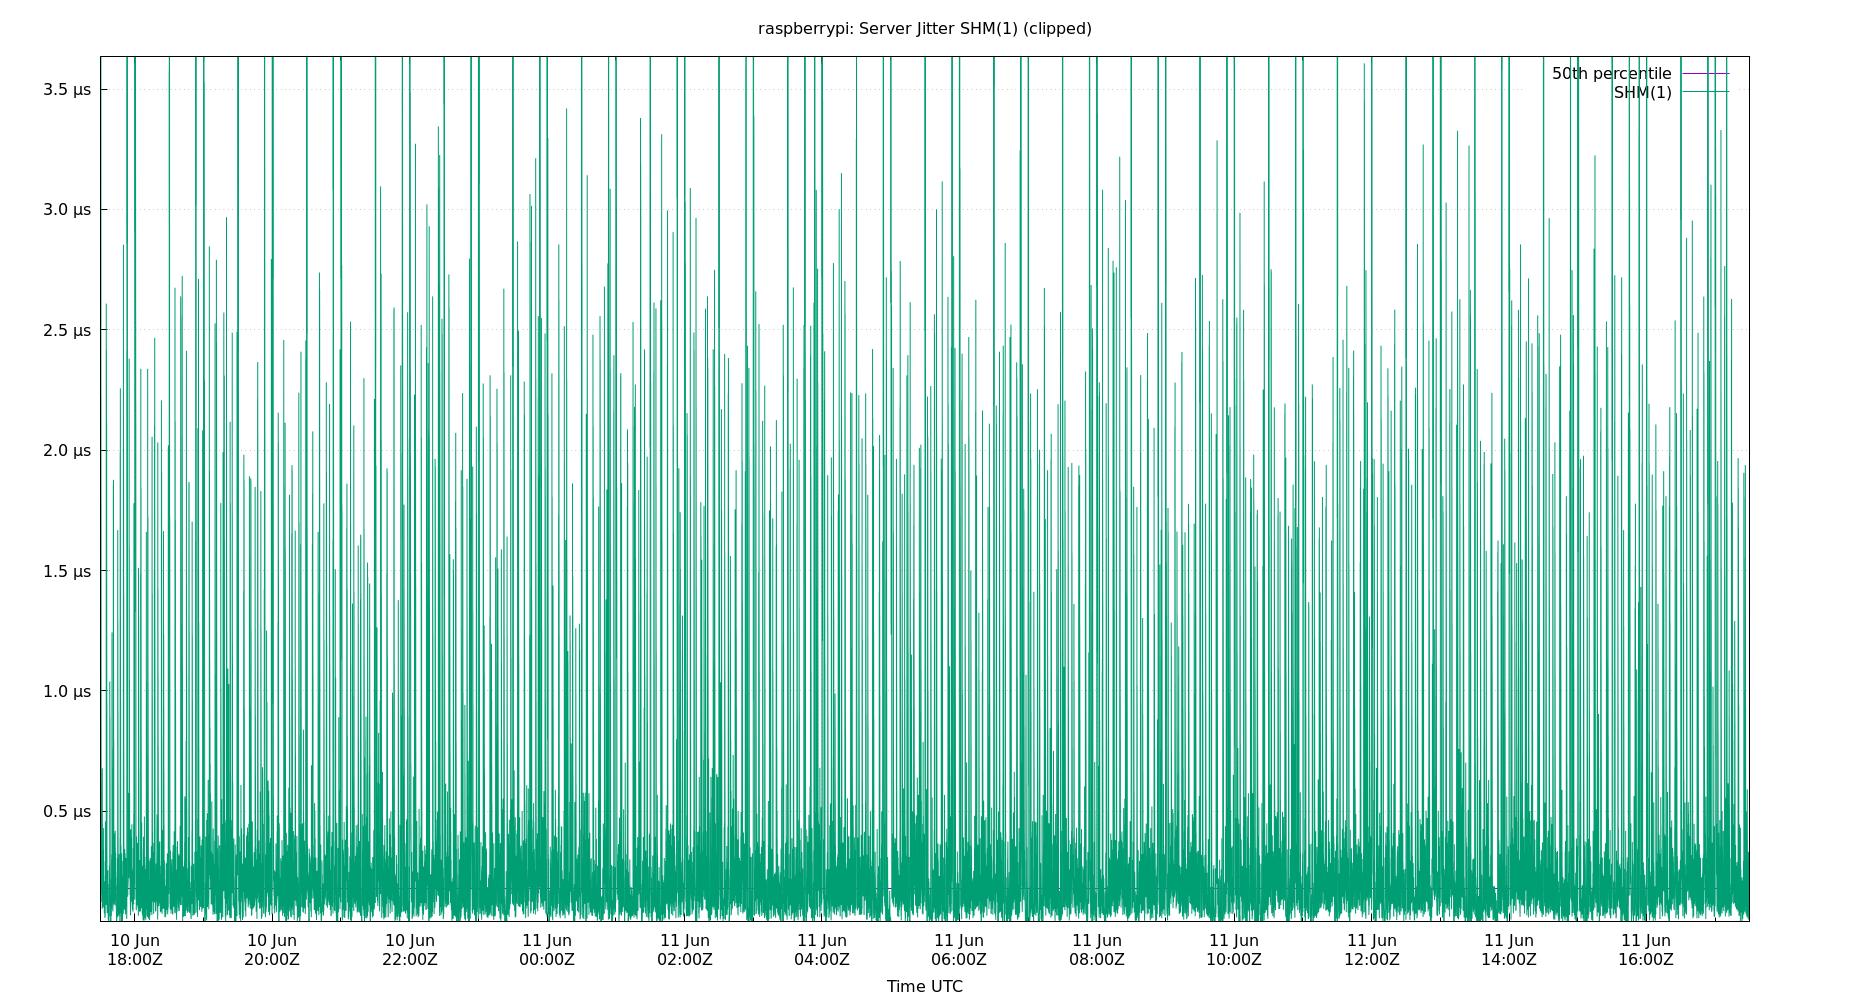 raspberrypi: Server Jitter SHM(1) (clipped)
50th percentile
SHM(1)
3.5 µs
3.0 µs
2.5 µs
2.0 µs
1.5 µs
1.0 µs
0.5 µs
10 Jun 10 Jun 10 Jun 11 Jun 11 Jun 11 Jun 11 Jun 11 Jun 11 Jun 11 Jun 11 Jun 11 Jun
18:00Z 20:00Z 22:00Z 00:00Z 02:00Z 04:00Z 06:00Z 08:00Z 10:00Z 12:00Z 14:00Z 16:00Z
Time UTC